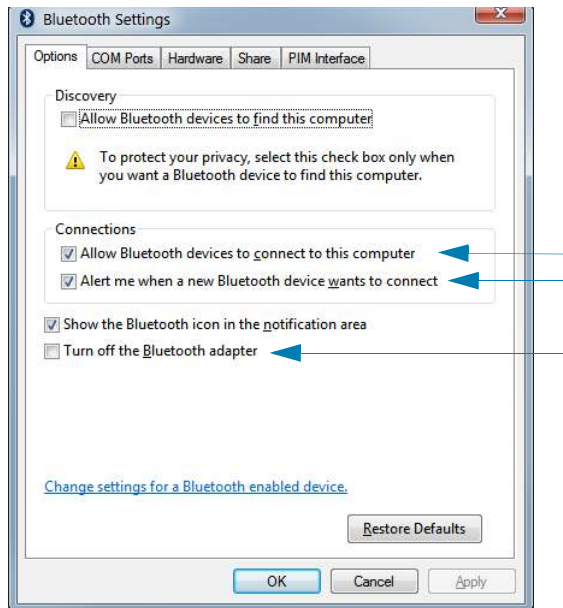 Bluetooth Settings
Options COM Ports Hardware Share PIM Interface
Discovery
Allow Bluetooth devices to find this computer
To protect your privacy, select this check box only when
you want a Bluetooth device to find this computer.
Connections
Allow Bluetooth devices to connect to this computer
Alert me when a new Bluetooth device wants to connect
Show the Bluetooth icon in the notification area
Turn off the Bluetooth adapter
Change settings for a Bluetooth enabled device.
Restore Defaults
OK Cancel Apply